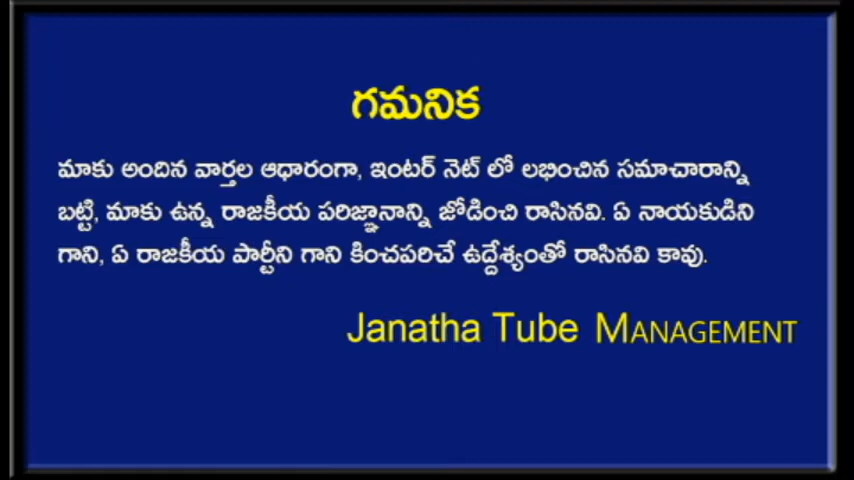 గమనిక
మాకు అందిన వార్తల ఆధారంగా, ఇంటర్ నెట్ లో లభించిన సమాచారాన్ని
బట్టి, మాకు ఉన్న రాజకీయ పరిజ్ఞానాన్ని జోడించి రాసినవి. ఏ నాయకుడిని
గాని, ఏ రాజకీయ పార్టీని గాని కించపరిచే ఉద్దేశ్యంతో రాసినవి కావు.
Janatha Tube MANAGEMENT